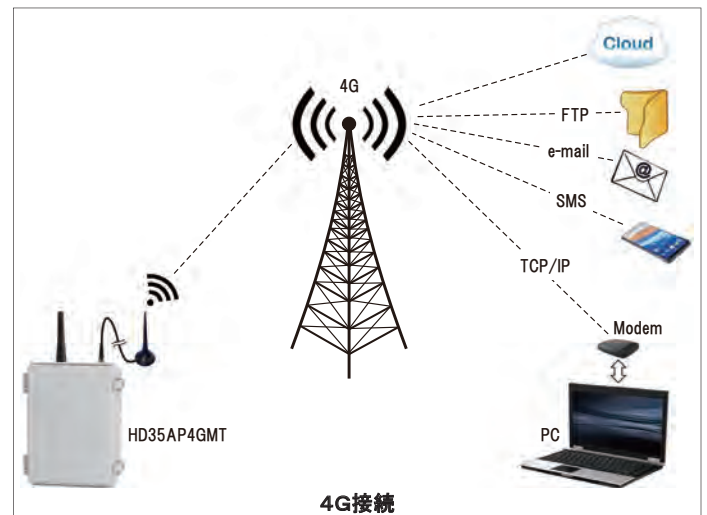 Cloud
4G
FTP
e-mail
@
SMS
TCP/IP
Modem
HD35AP4GMT
PC
4G接続